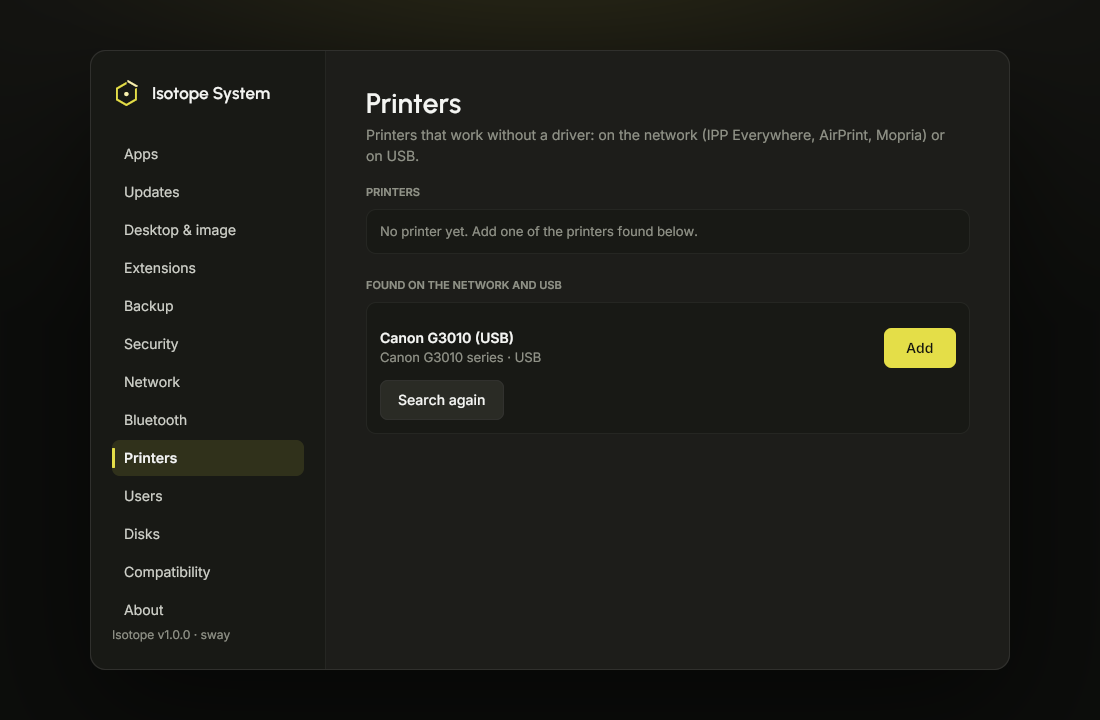 Isotope System
Apps
Updates
Desktop & image
Extensions
Backup
Security
Network
Bluetooth
Printers
Users
Disks
Compatibility
About
Isotope v1.0.0 · sway
Printers
Printers that work without a driver: on the network (IPP Everywhere, AirPrint, Mopria) or
on USB.
PRINTERS
No printer yet. Add one of the printers found below.
FOUND ON THE NETWORK AND USB
Canon G3010 (USB)
Canon G3010 series · USB
Add
Search again